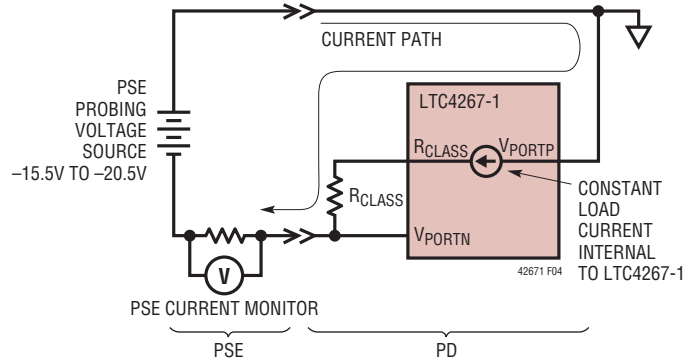 CURRENT PATH
PSE
PROBING
VOLTAGE
SOURCE
–15.5V TO –20.5V
LTC4267-1
RCLASS
VPORTP
RCLASS
VPORTN
CONSTANT
LOAD
CURRENT
INTERNAL
TO LTC4267-1
42671 F04
V
PSE CURRENT MONITOR
PSE
PD